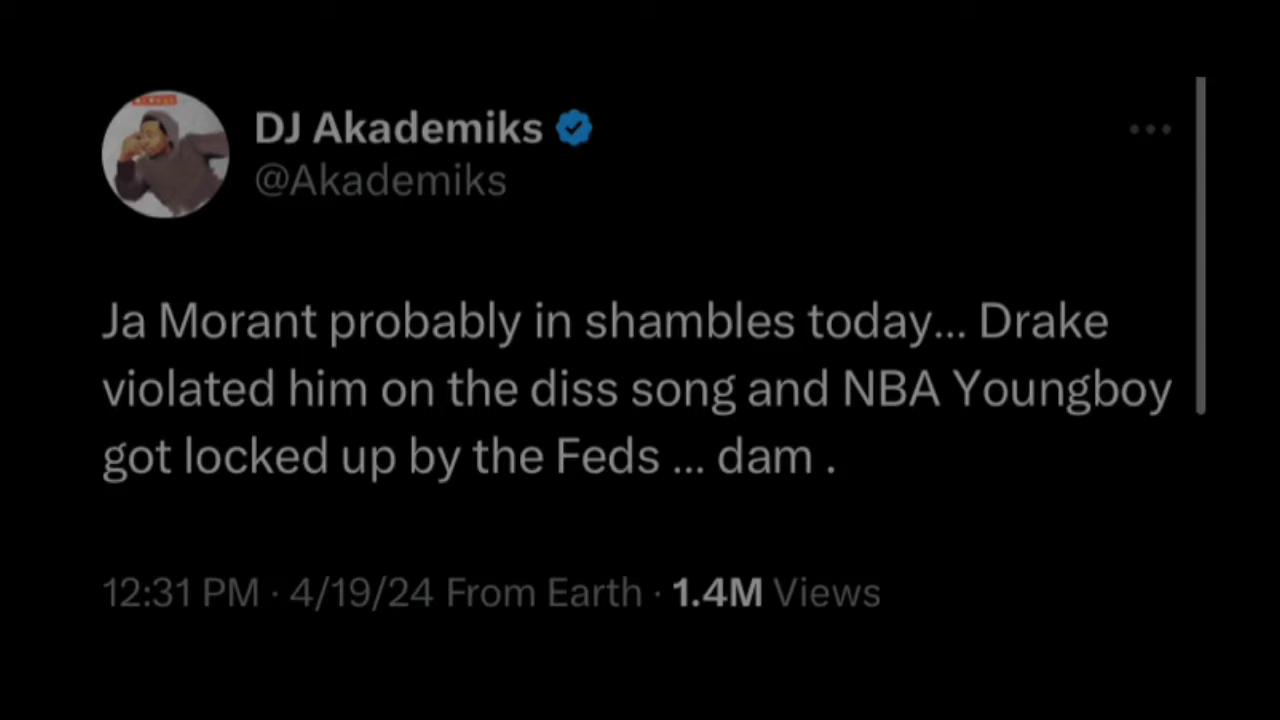 DJ Akademiks
@Akademiks
Ja Morant probably in shambles today... Drake
violated him on the diss song and NBA Youngboy
got locked up by the Feds ... dam .
12:31 PM · 4/19/24 From Earth · 1.4M Views